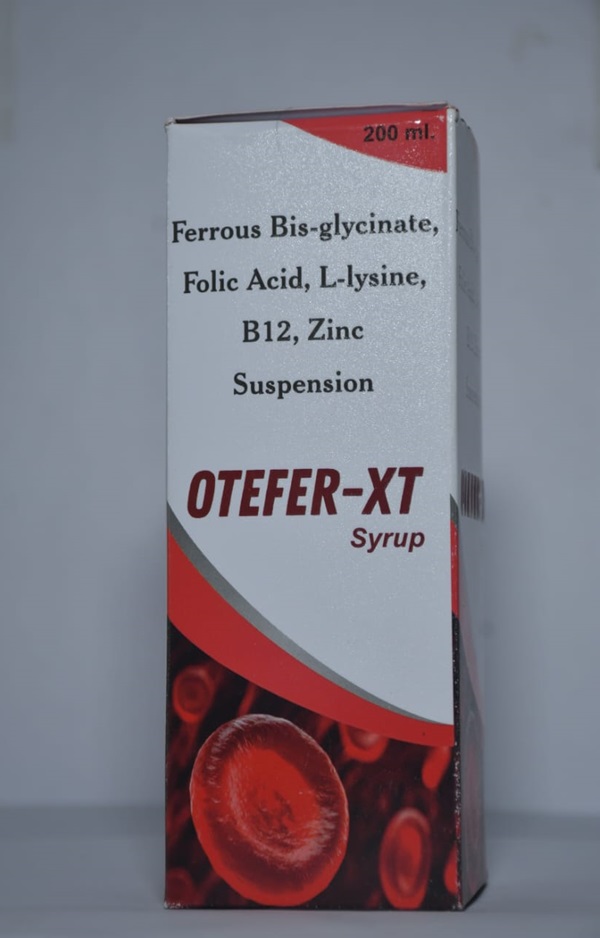 200 ml.
Ferrous Bis-glycinate,
Folic Acid, L-lysine,
B12, Zinc
Suspension
OTEFER-XT
Syrup